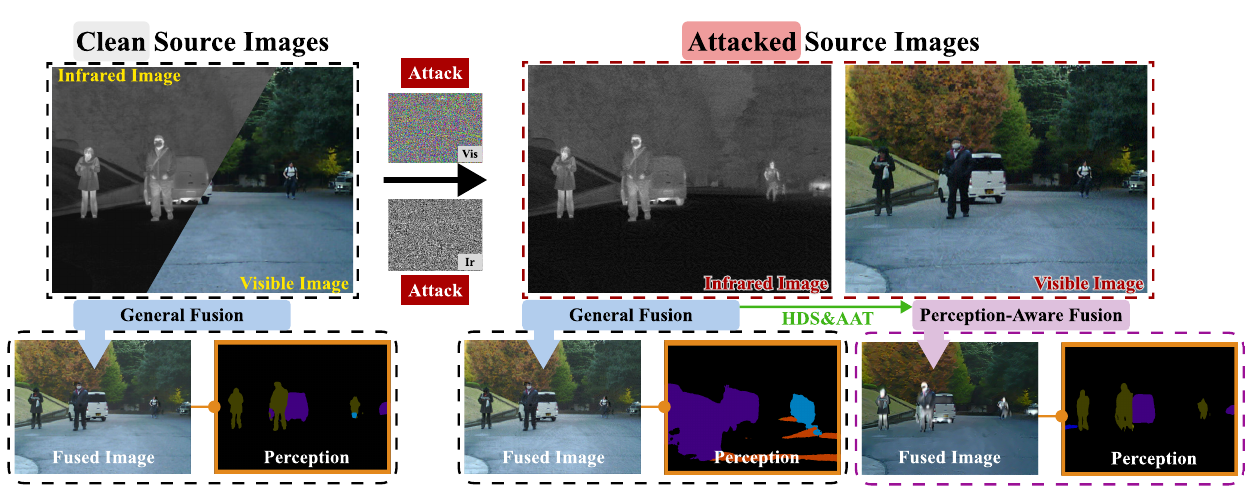 Clean Source Images
Attacked Source Images
Infrared Image
Visible Image
Attack
Vis
Ir
Attack
Infrared Image
Visible Image
General Fusion
General Fusion
HDS&AAT
Perception-Aware Fusion
Fused Image
Perception
Fused Image
Perception
Fused Image
Perception